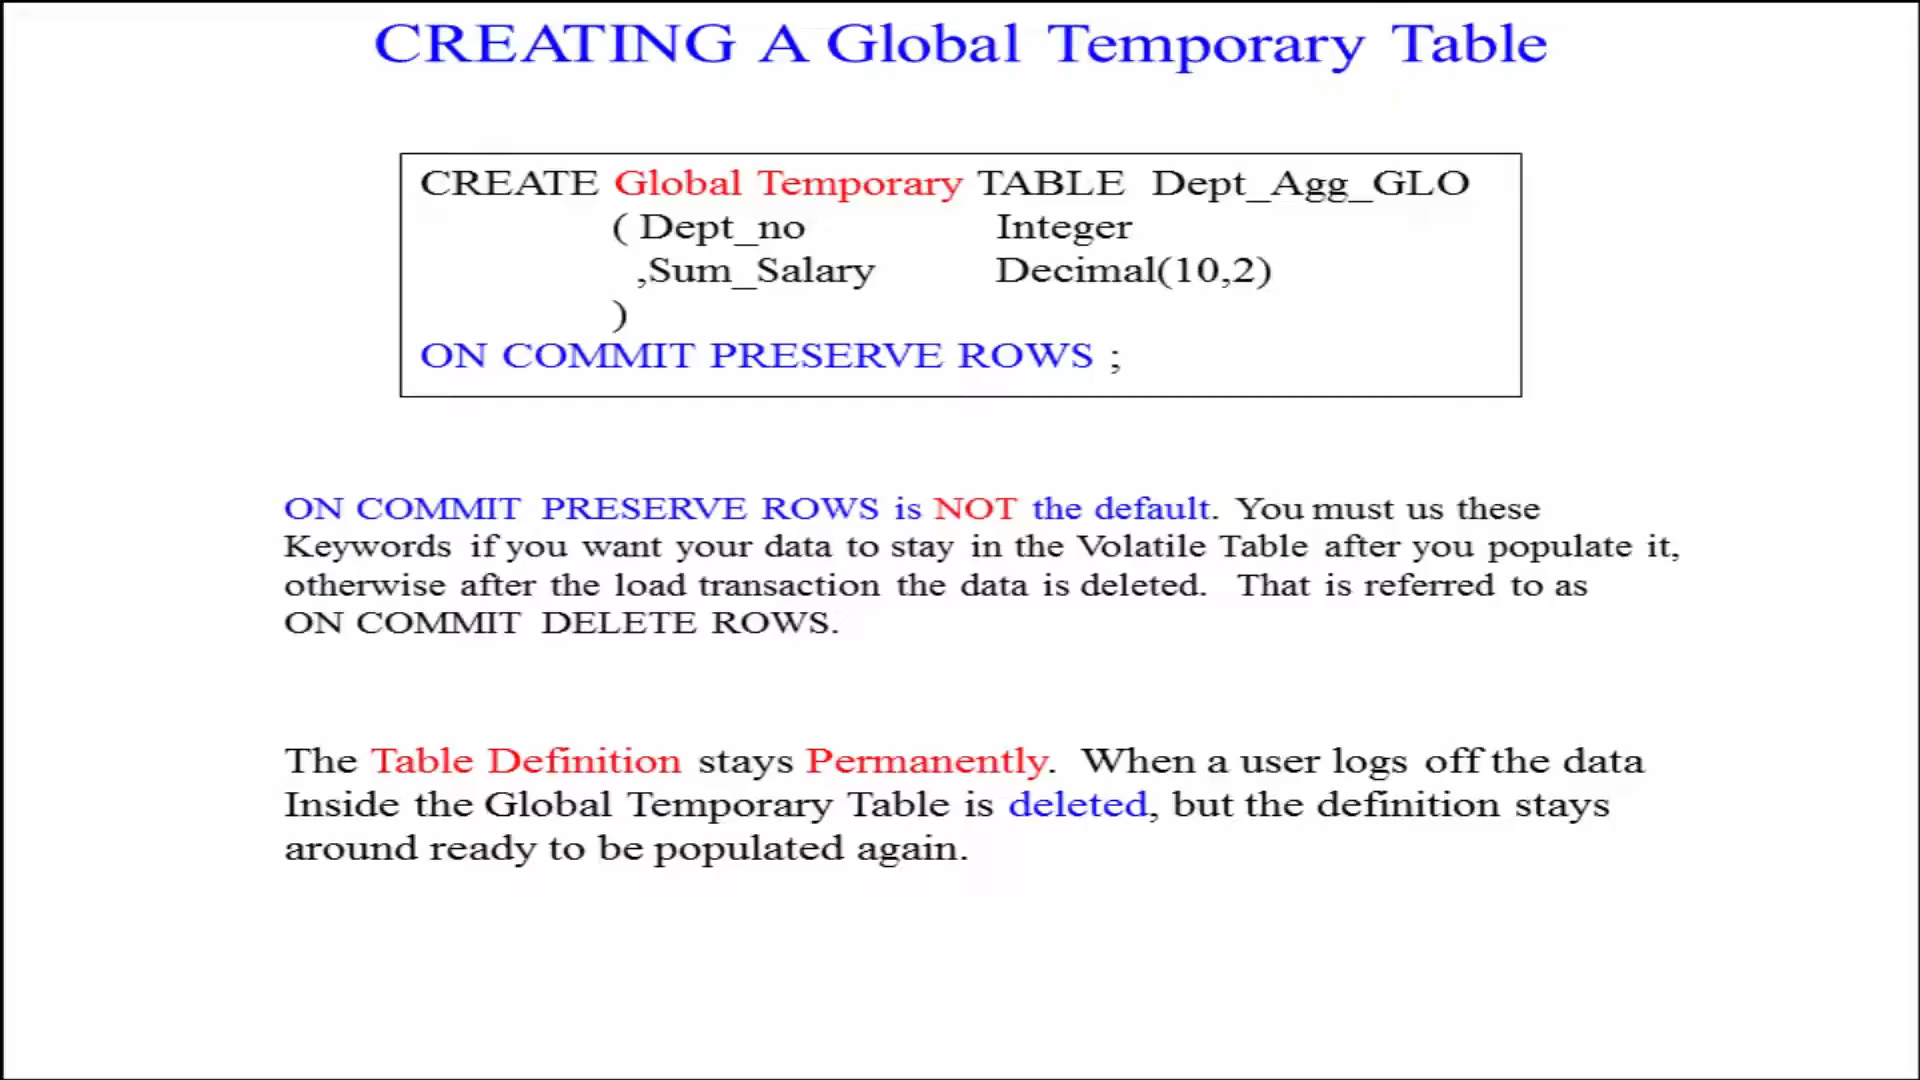 CREATING A Global Temporary Table
CREATE Global Temporary TABLE Dept_Agg_GLO
( Dept_no Integer
,Sum_Salary Decimal(10,2)
)
ON COMMIT PRESERVE ROWS ;
ON COMMIT PRESERVE ROWS is NOT the default. You must us these
Keywords if you want your data to stay in the Volatile Table after you populate it,
otherwise after the load transaction the data is deleted. That is referred to as
ON COMMIT DELETE ROWS.
The Table Definition stays Permanently. When a user logs off the data
Inside the Global Temporary Table is deleted, but the definition stays
around ready to be populated again.